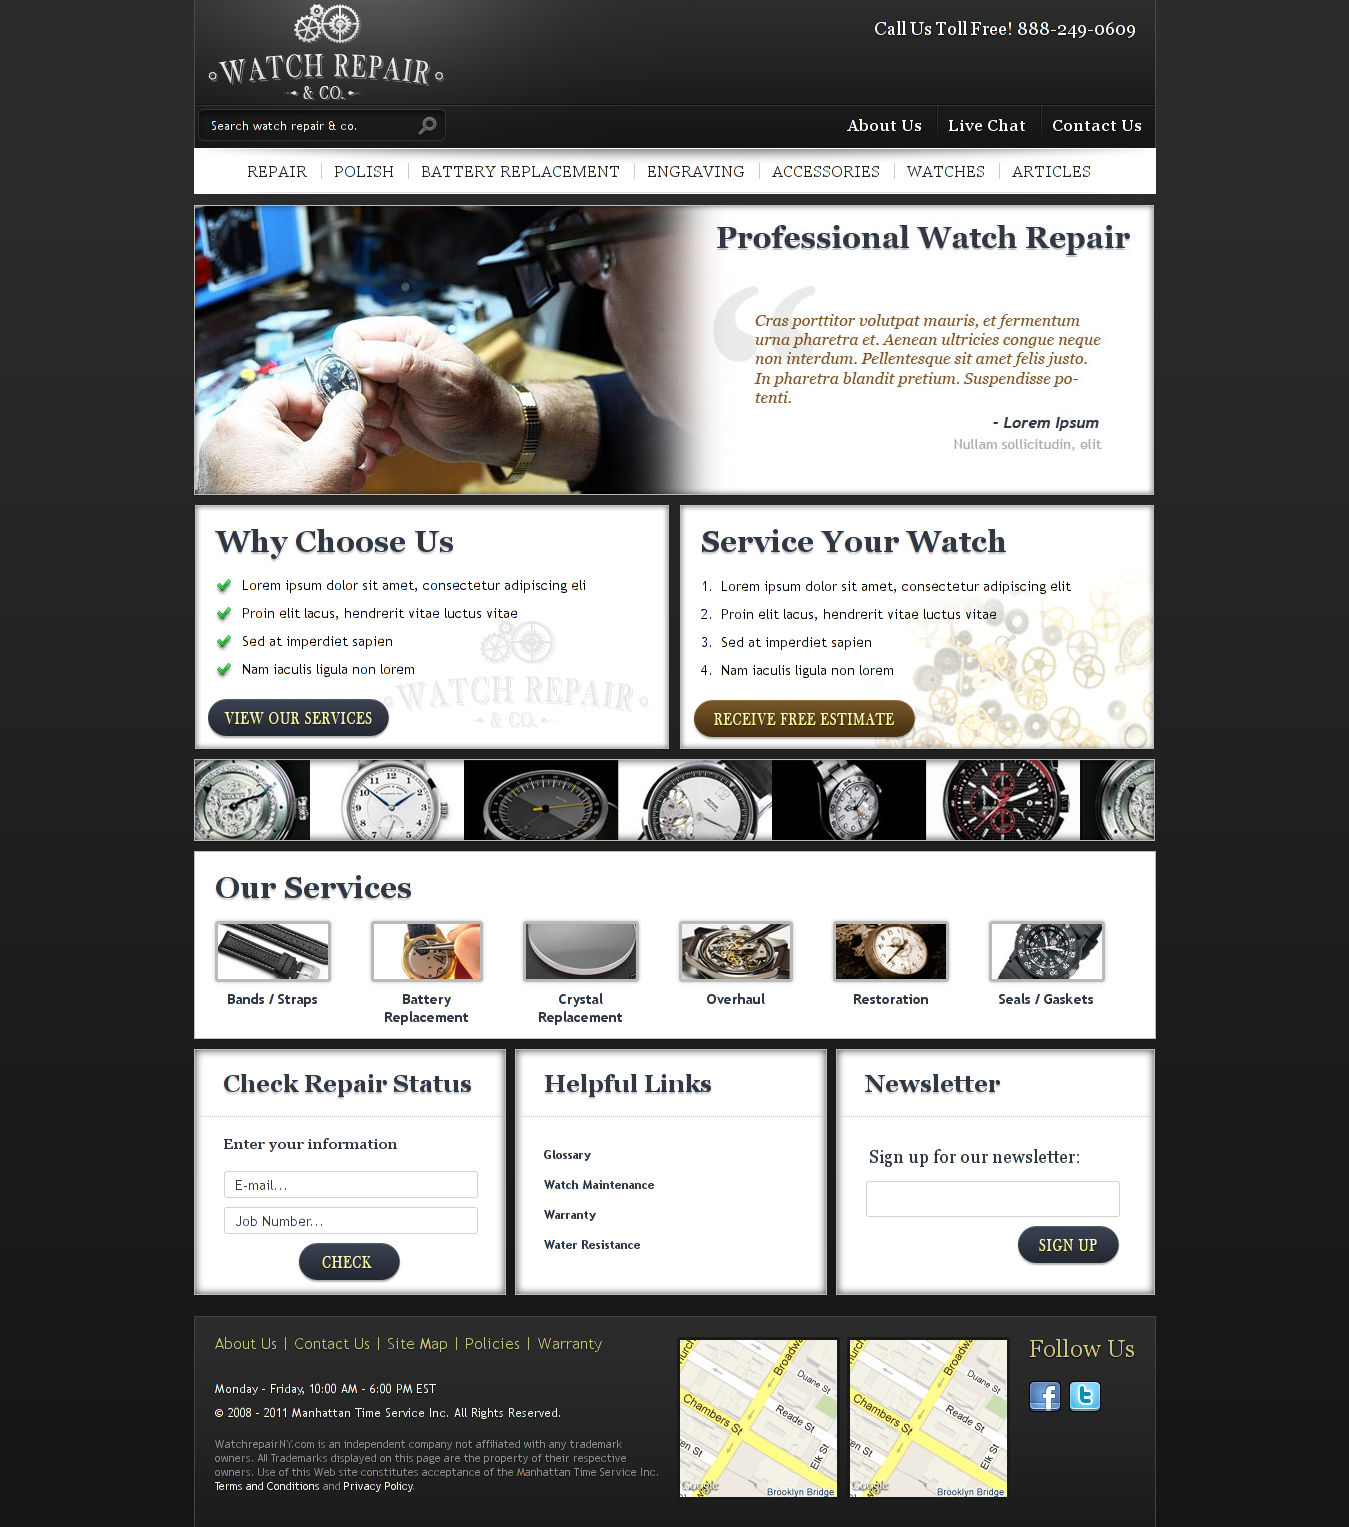 WATCH REPAIR
& CO.
Call Us Toll Free! 888-249-0609
Search watch repair & co.
About Us
Live Chat
Contact Us
REPAIR
POLISH
BATTERY REPLACEMENT
ENGRAVING
ACCESSORIES
WATCHES
ARTICLES
Professional Watch Repair
“
Cras porttitor volutpat mauris, et fermentum
urna pharetra et. Aenean ultricies congue neque
non interdum. Pellentesque sit amet felis justo.
In pharetra blandit pretium. Suspendisse po-
tenti.
- Lorem Ipsum
Nullam sollicitudin, elit
Why Choose Us
Lorem ipsum dolor sit amet, consectetur adipiscing eli
Proin elit lacus, hendrerit vitae luctus vitae
Sed at imperdiet sapien
Nam iaculis ligula non lorem
WATCH REPAIR
& CO.
VIEW OUR SERVICES
Service Your Watch
1. Lorem ipsum dolor sit amet, consectetur adipiscing elit
2. Proin elit lacus, hendrerit vitae luctus vitae
3. Sed at imperdiet sapien
4. Nam iaculis ligula non lorem
RECEIVE FREE ESTIMATE
Our Services
Bands / Straps
Battery
Replacement
Crystal
Replacement
Overhaul
Restoration
Seals / Gaskets
Check Repair Status
Enter your information
E-mail...
Job Number...
CHECK
Helpful Links
Glossary
Watch Maintenance
Warranty
Water Resistance
Newsletter
Sign up for our newsletter:
SIGN UP
About Us | Contact Us | Site Map | Policies | Warranty
Monday - Friday, 10:00 AM - 6:00 PM EST
© 2008 - 2011 Manhattan Time Service Inc. All Rights Reserved.
WatchrepairNY.com is an independent company not affiliated with any trademark
owners. All Trademarks displayed on this page are the property of their respective
owners. Use of this Web site constitutes acceptance of the Manhattan Time Service Inc.
Terms and Conditions and Privacy Policy.
hurch
Broadway
Duane St
Chambers St
Reade St
Elk St
ren St
Google
Brooklyn Bridge
Church
Broadway
Duane St
Chambers St
Reade St
Elk St
en St
Google
Brooklyn Bridge
Follow Us
f
t